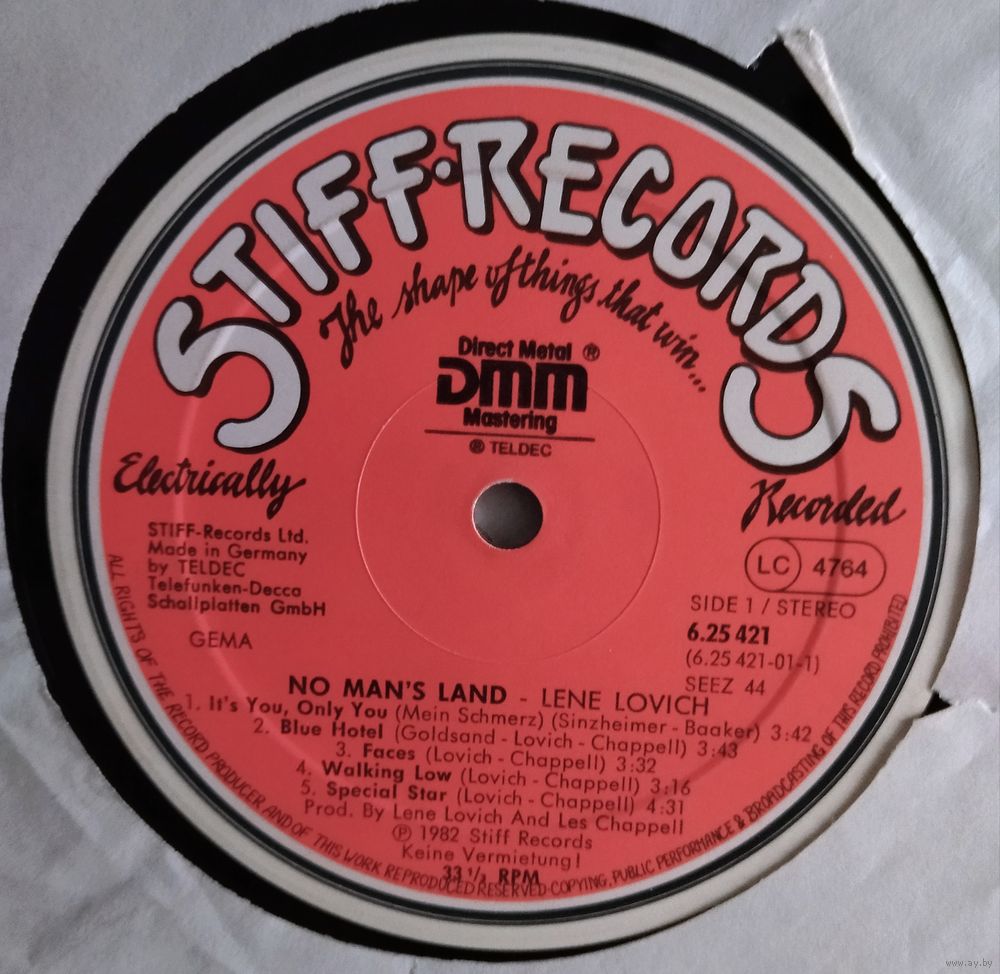 STIFF·RECORDS
The shape of things that win...
Direct Metal ®
DMM
Mastering
℗ TELDEC
Electrically
Recorded
STIFF-Records Ltd.
Made in Germany
by TELDEC
Telefunken-Decca
Schallplatten GmbH
GEMA
LC 4764
SIDE 1 / STEREO
6.25 421
(6.25 421-01-1)
SEEZ 44
NO MAN'S LAND - LENE LOVICH
1. It's You, Only You (Mein Schmerz) (Sinzheimer - Baaker) 3:42
2. Blue Hotel (Goldsand - Lovich - Chappell) 3:43
3. Faces (Lovich - Chappell) 3:32
4. Walking Low (Lovich - Chappell) 3:16
5. Special Star (Lovich - Chappell) 4:31
Prod. By Lene Lovich And Les Chappell
℗ 1982 Stiff Records
Keine Vermietung!
33 1/3 RPM
ALL RIGHTS OF THE RECORD PRODUCER AND OF THIS WORK REPRODUCED RESERVED·COPYING, PUBLIC PERFORMANCE & BROADCASTING OF THIS RECORD PROHIBITED
www.ay.by